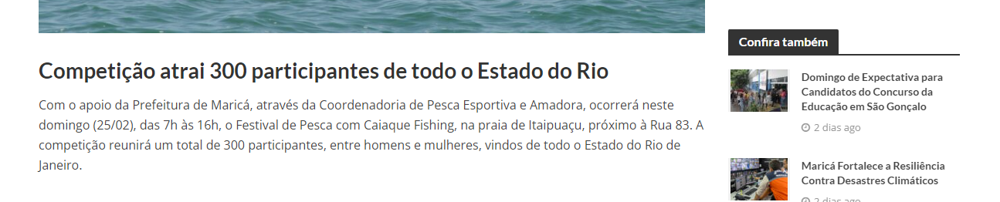 Competição atrai 300 participantes de todo o Estado do Rio
Com o apoio da Prefeitura de Maricá, através da Coordenadoria de Pesca Esportiva e Amadora, ocorrerá neste
domingo (25/02), das 7h às 16h, o Festival de Pesca com Caiaque Fishing, na praia de Itaipuaçu, próximo à Rua 83. A
competição reunirá um total de 300 participantes, entre homens e mulheres, vindos de todo o Estado do Rio de
Janeiro.
Confira também
Domingo de Expectativa para
Candidatos do Concurso da
Educação em São Gonçalo
2 dias ago
Maricá Fortalece a Resiliência
Contra Desastres Climáticos
2 dias ago